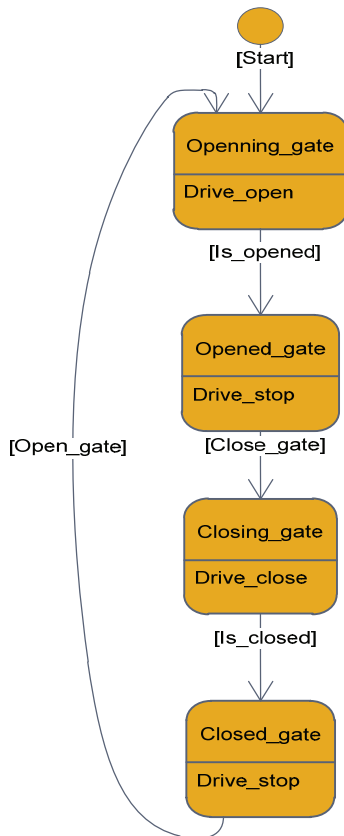 [Start]
Openning_gate
Drive_open
[Is_opened]
Opened_gate
Drive_stop
[Open_gate]
[Close_gate]
Closing_gate
Drive_close
[Is_closed]
Closed_gate
Drive_stop